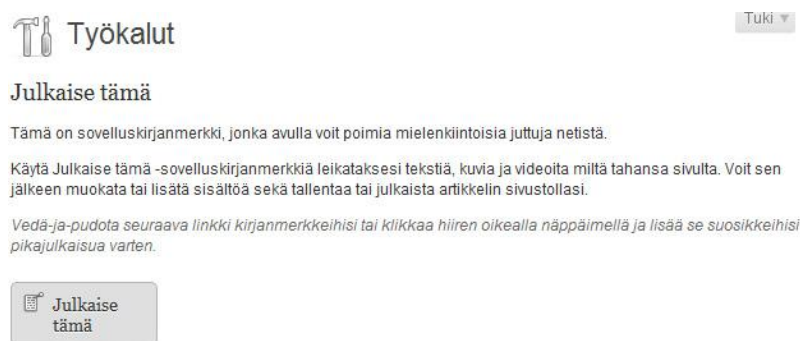 Tuki
Työkalut
Julkaise tämä
Tämä on sovelluskirjanmerkki, jonka avulla voit poimia mielenkiintoisia juttuja netistä.
Käytä Julkaise tämä -sovelluskirjanmerkkiä leikataksesi tekstiä, kuvia ja videoita miltä tahansa sivulta. Voit sen
jälkeen muokata tai lisätä sisältöä sekä tallentaa tai julkaista artikkelin sivustollasi.
Vedä-ja-pudota seuraava linkki kirjanmerkkeihisi tai klikkaa hiiren oikealla näppäimellä ja lisää se suosikkeihisi
pikajulkaisua varten.
Julkaise
tämä